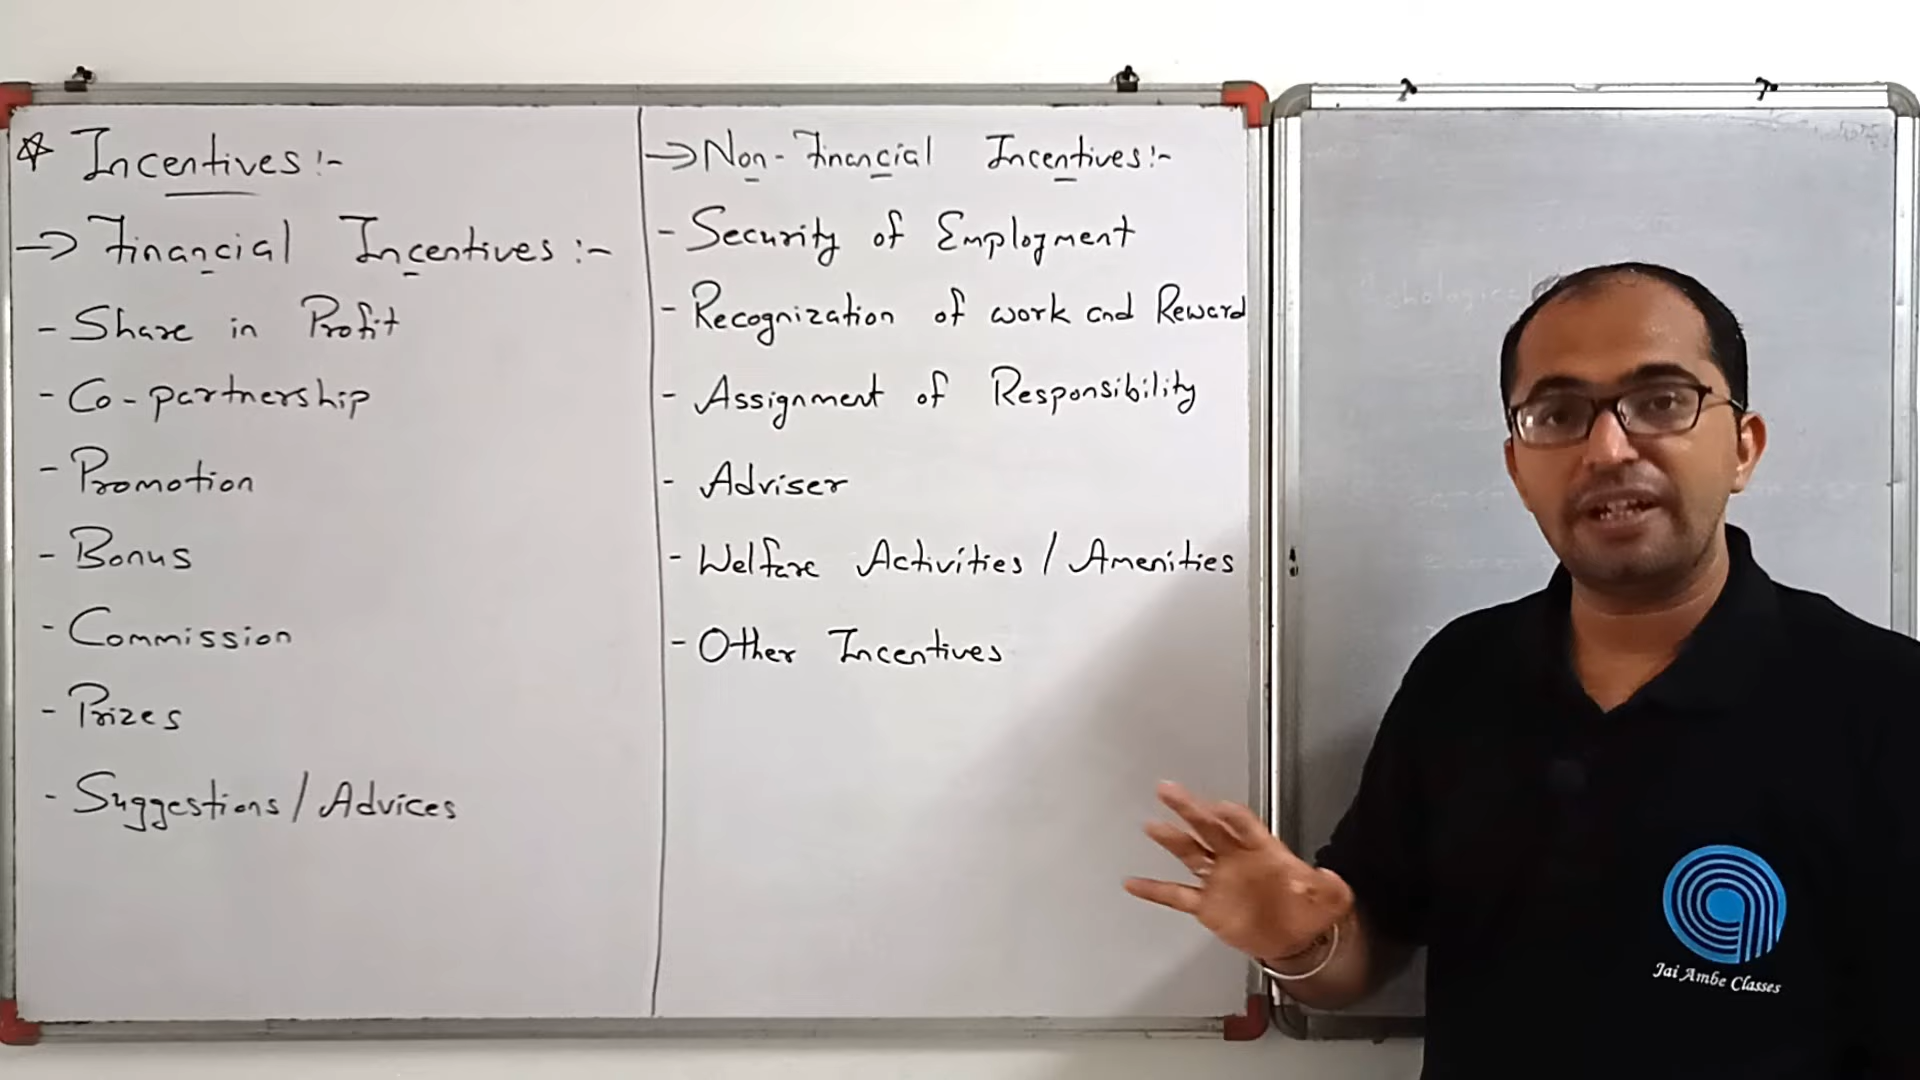 ☆ Incentives:-
→ Financial Incentives:-
- Share in Profit
- Co-partnership
- Promotion
- Bonus
- Commission
- Prizes
- Suggestions/Advices
→ Non-Financial Incentives:-
- Security of Employment
- Recognization of work and Reward
- Assignment of Responsibility
- Adviser
- Welfare Activities / Amenities
- Other Incentives
Jai Ambe Classes